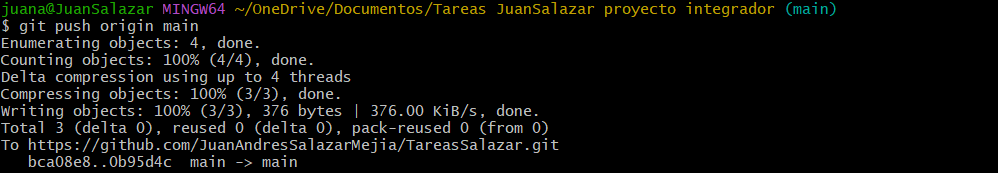 juana@JuanSalazar MINGW64 ~/OneDrive/Documentos/Tareas JuanSalazar proyecto integrador (main)
$ git push origin main
Enumerating objects: 4, done.
Counting objects: 100% (4/4), done.
Delta compression using up to 4 threads
Compressing objects: 100% (3/3), done.
Writing objects: 100% (3/3), 376 bytes | 376.00 KiB/s, done.
Total 3 (delta 0), reused 0 (delta 0), pack-reused 0 (from 0)
To https://github.com/JuanAndresSalazarMejia/TareasSalazar.git
   bca08e8..0b95d4c  main -> main